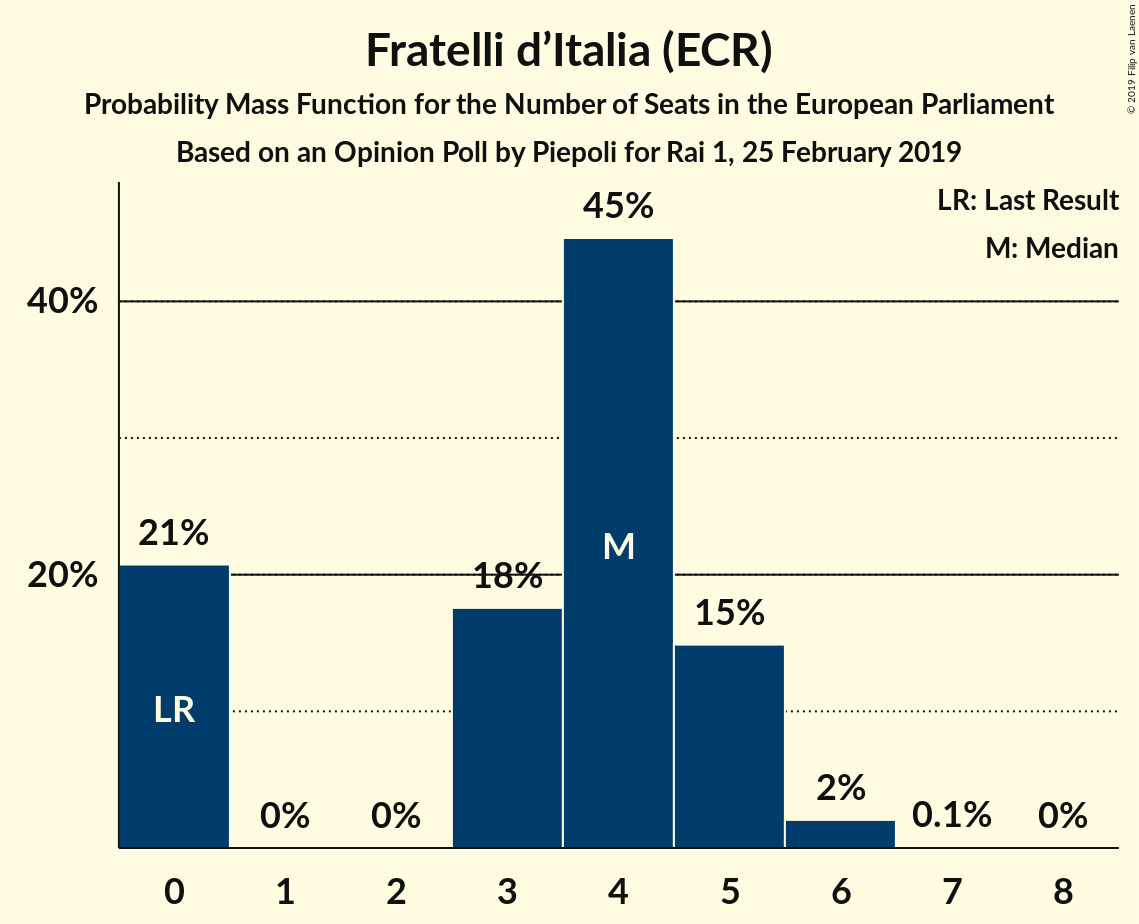 Fratelli d’Italia (ECR)
Probability Mass Function for the Number of Seats in the European Parliament
Based on an Opinion Poll by Piepoli for Rai 1, 25 February 2019
© 2019 Filip van Laenen
LR: Last Result
M: Median
45%
40%
21%
M
20%
18%
15%
LR
2%
0%
0%
0.1%
0%
0 1 2 3 4 5 6 7 8